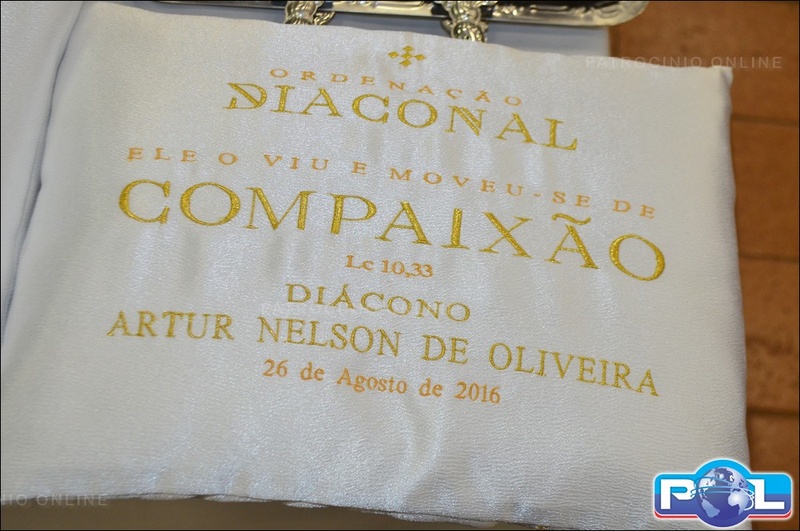 PATROCINIO ONLINE
ORDENAÇÃO
DIACONAL
ELE O VIU E MOVEU-SE DE
COMPAIXÃO
Lc 10,33
DIÁCONO
ARTUR NELSON DE OLIVEIRA
26 de Agosto de 2016
NIO ONLINE
POL